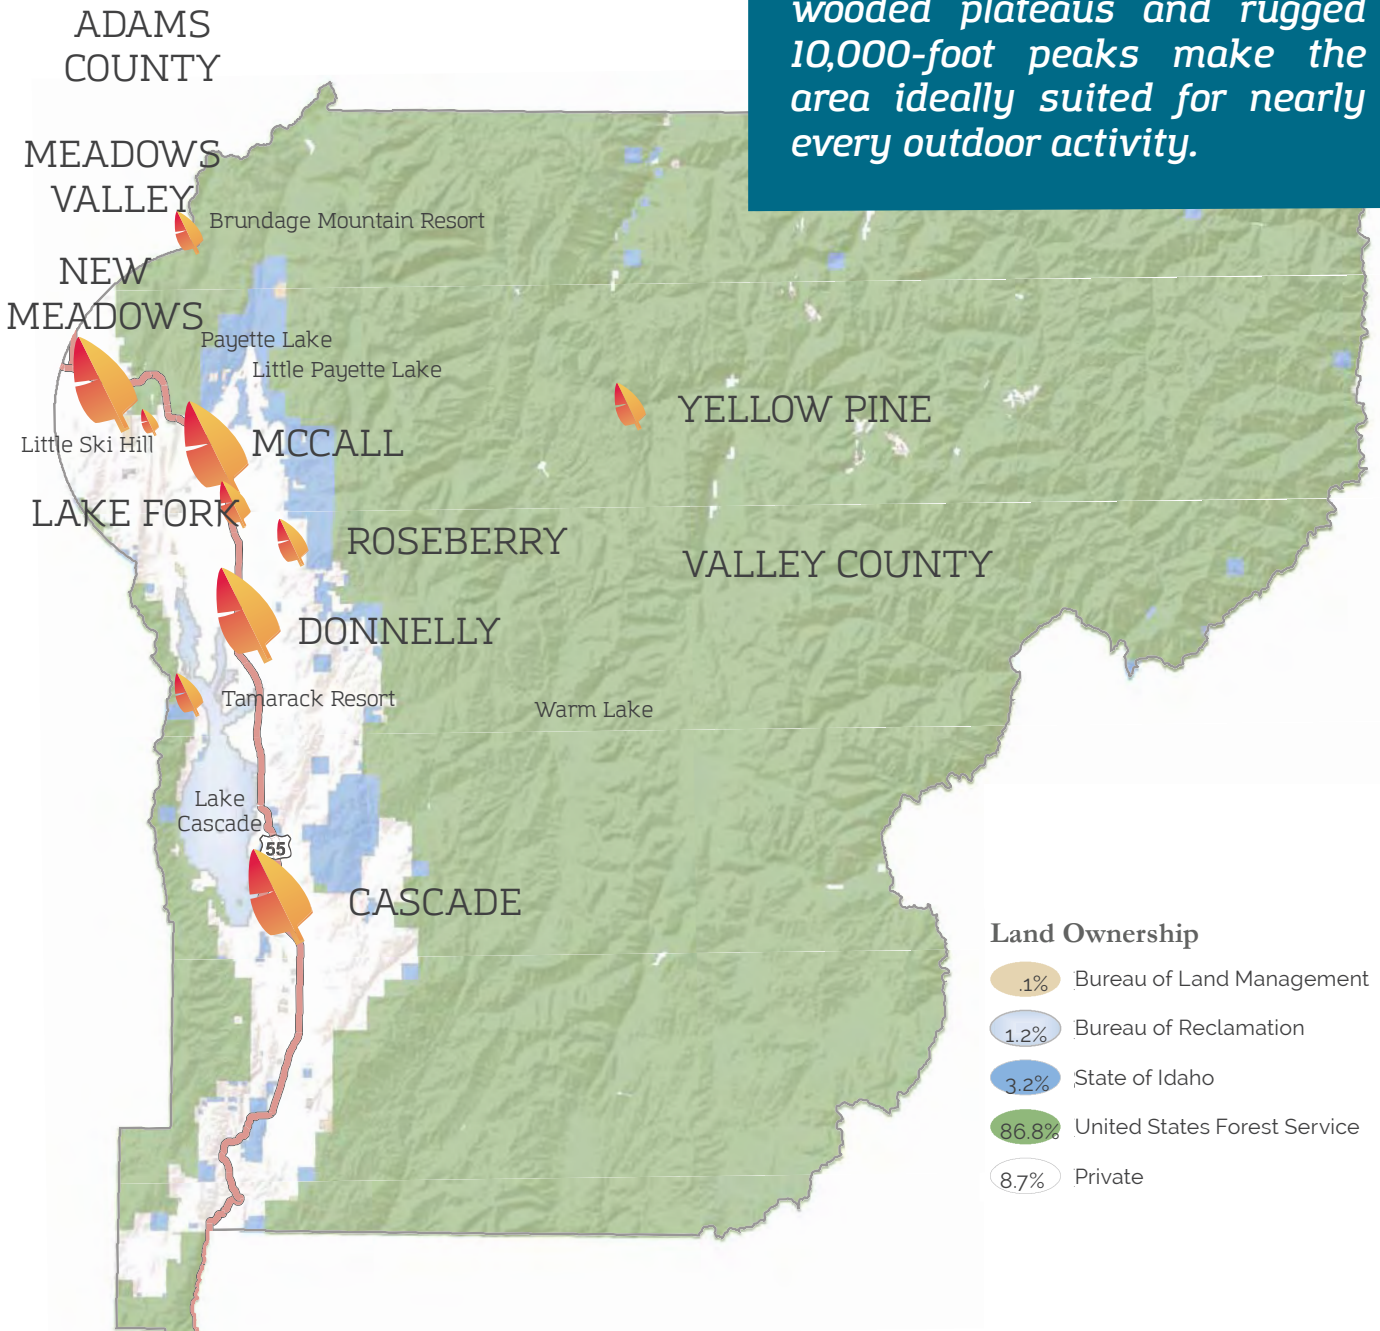 ADAMS
COUNTY
wooded plateaus and rugged
10,000-foot peaks make the
area ideally suited for nearly
every outdoor activity.
MEADOWS
VALLEY
Brundage Mountain Resort
NEW
MEADOWS
Payette Lake
Little Payette Lake
YELLOW PINE
Little Ski Hill
MCCALL
LAKE FORK
ROSEBERRY
VALLEY COUNTY
DONNELLY
Tamarack Resort
Warm Lake
Lake
Cascade
55
CASCADE
Land Ownership
.1% Bureau of Land Management
1.2% Bureau of Reclamation
3.2% State of Idaho
86.8% United States Forest Service
8.7% Private